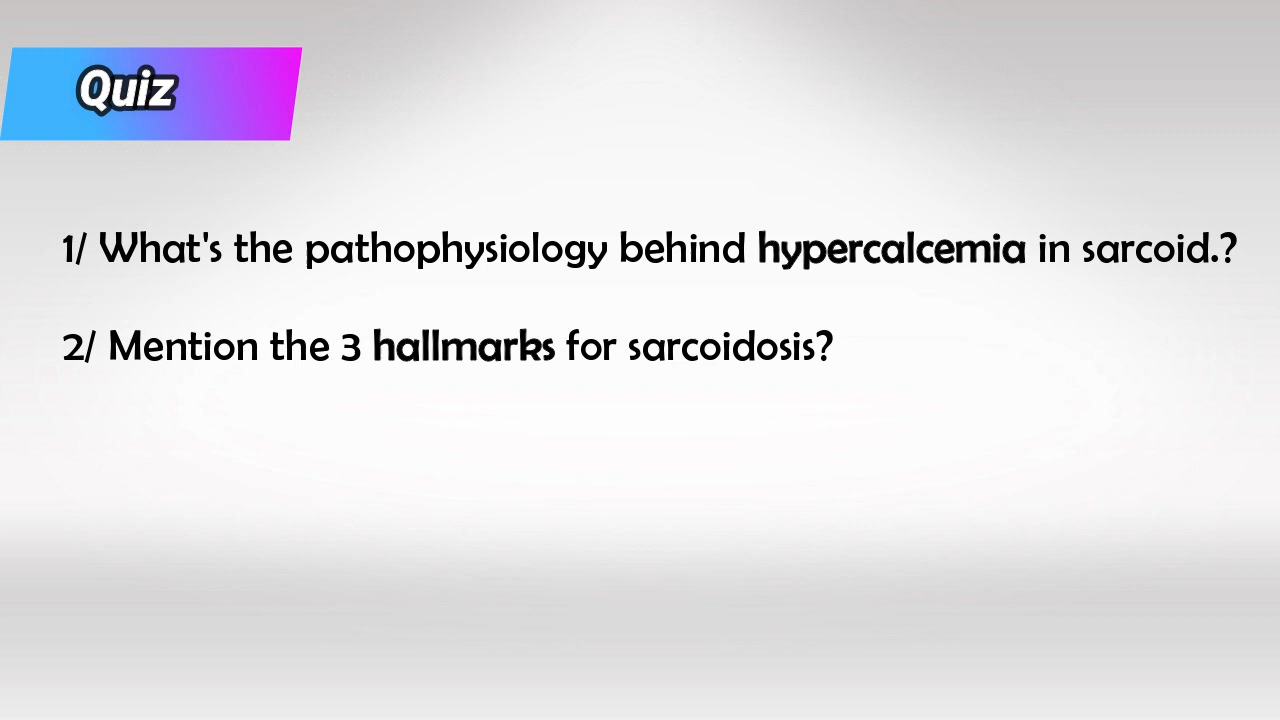 Quiz
1/ What's the pathophysiology behind hypercalcemia in sarcoid.?
2/ Mention the 3 hallmarks for sarcoidosis?